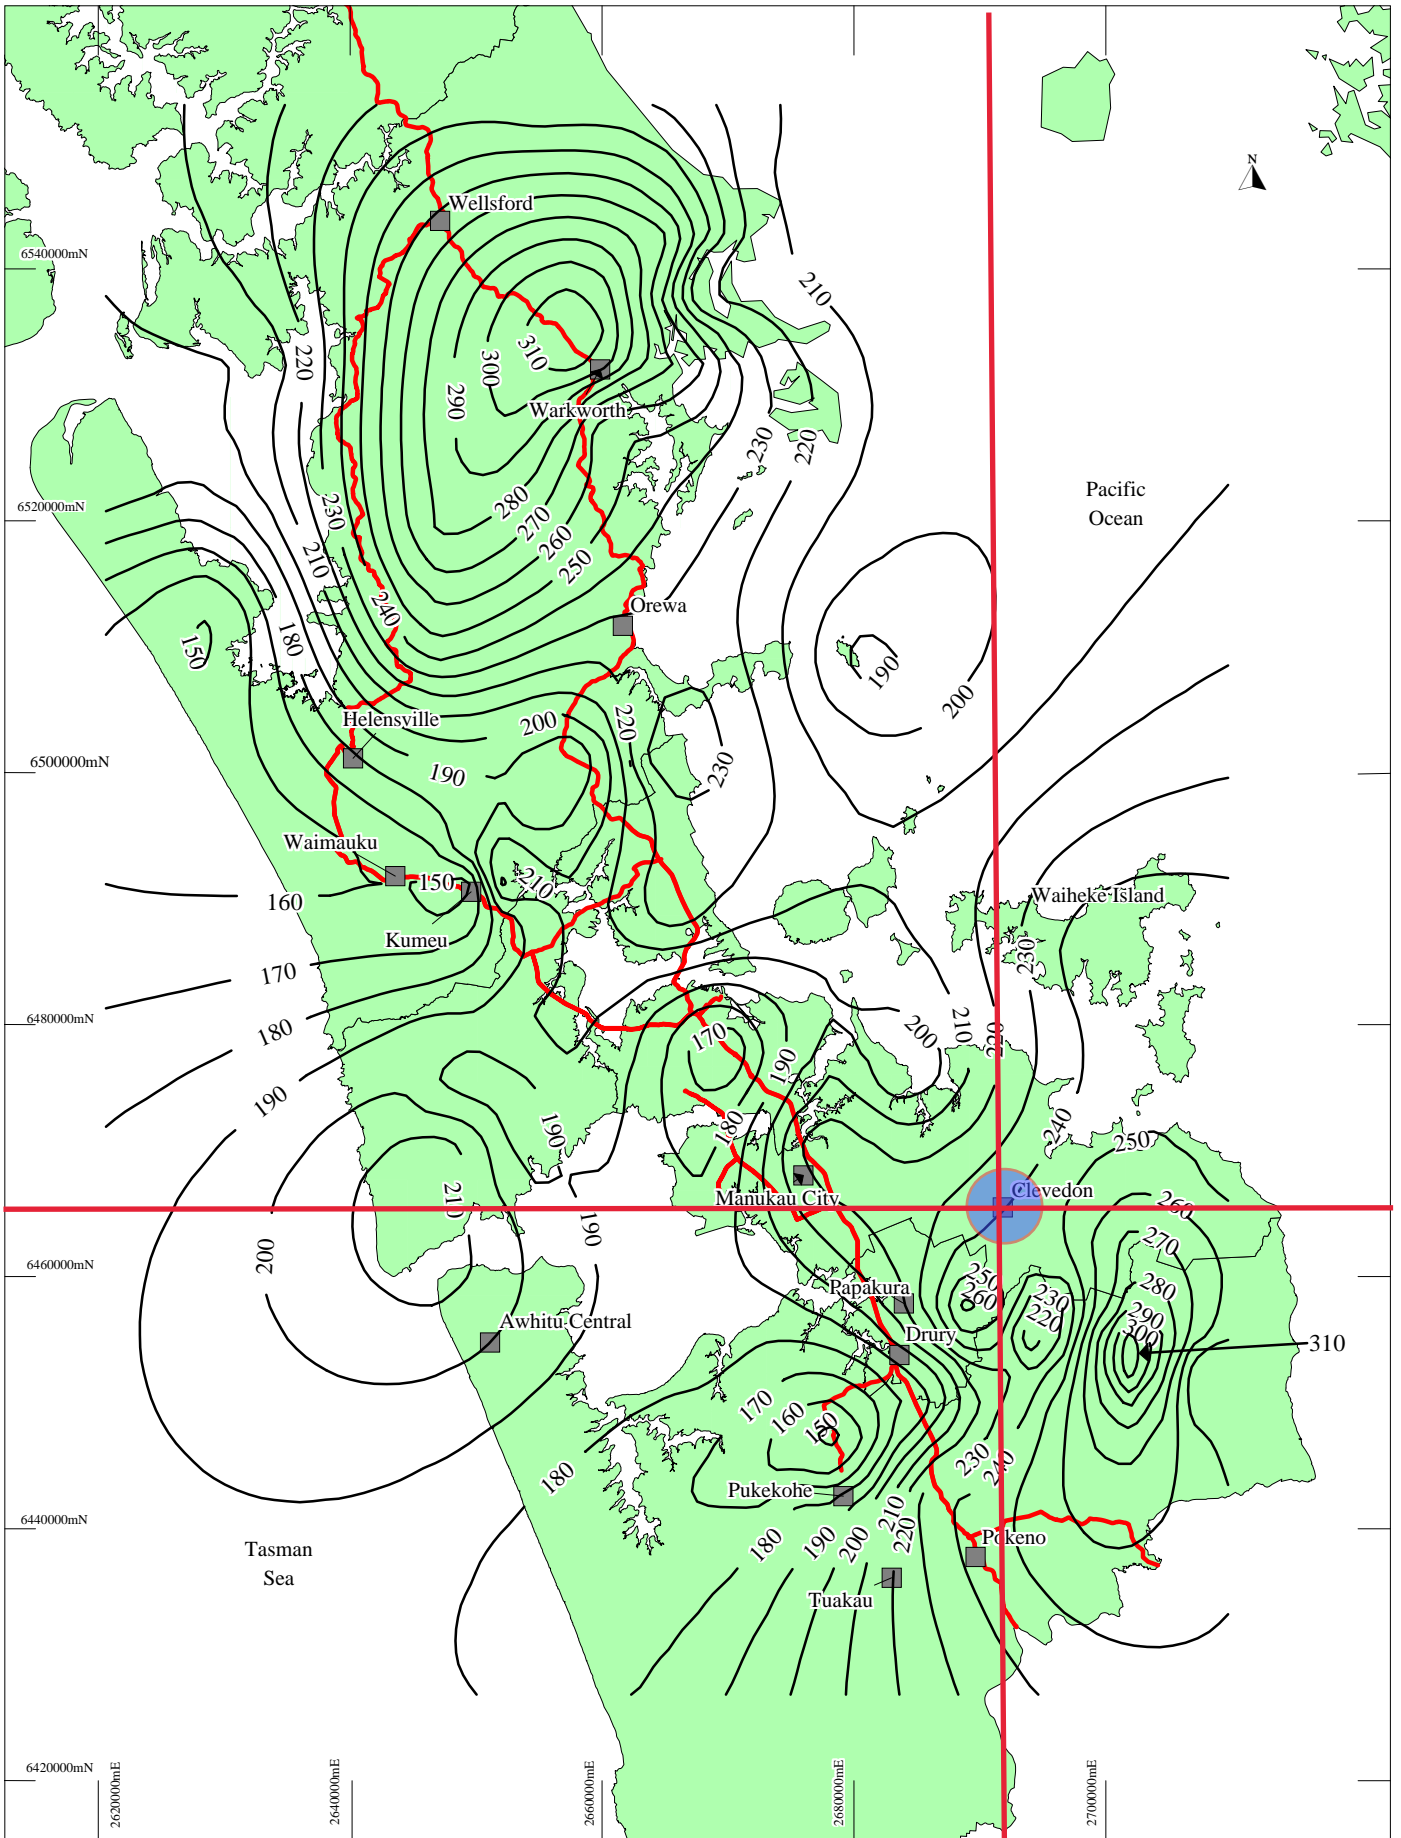 N
Wellsford
6540000mN
210
220
310
300
290
Warkworth
230
220
Pacific
Ocean
280
6520000mN
230
270
260
210
250
240
Orewa
150
180
190
200
Helensville
200
220
230
190
6500000mN
Waimauku
150
210
160
Waiheke Island
Kumeu
230
170
6480000mN
180
200
210
220
170
190
190
180
190
240
250
Clevedon
210
Manukau City
260
190
200
270
6460000mN
250
260
Papakura
230
220
280
290
300
Awhitu Central
Drury
310
170
160
150
230
240
180
Pukekohe
210
220
6440000mN
180
190
200
Pokeno
Tasman
Sea
Tuakau
6420000mN
2620000mE
2640000mE
2660000mE
2680000mE
2700000mE